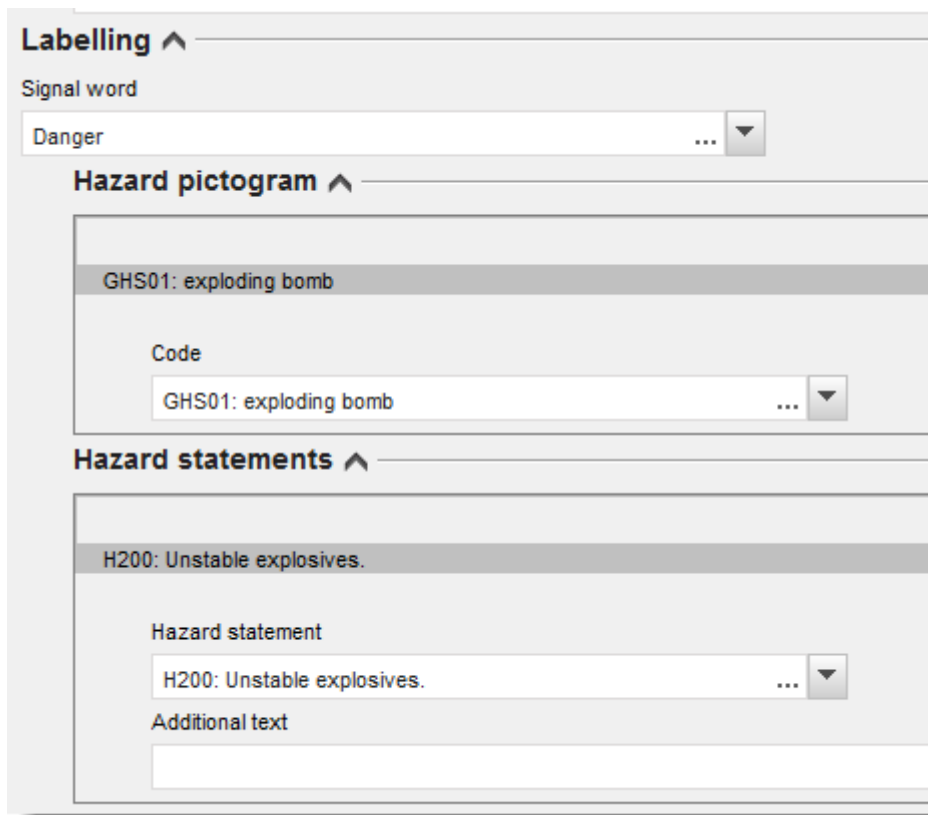 Labelling
Signal word
Danger ...
Hazard pictogram
GHS01: exploding bomb
Code
GHS01: exploding bomb ...
Hazard statements
H200: Unstable explosives.
Hazard statement
H200: Unstable explosives. ...
Additional text